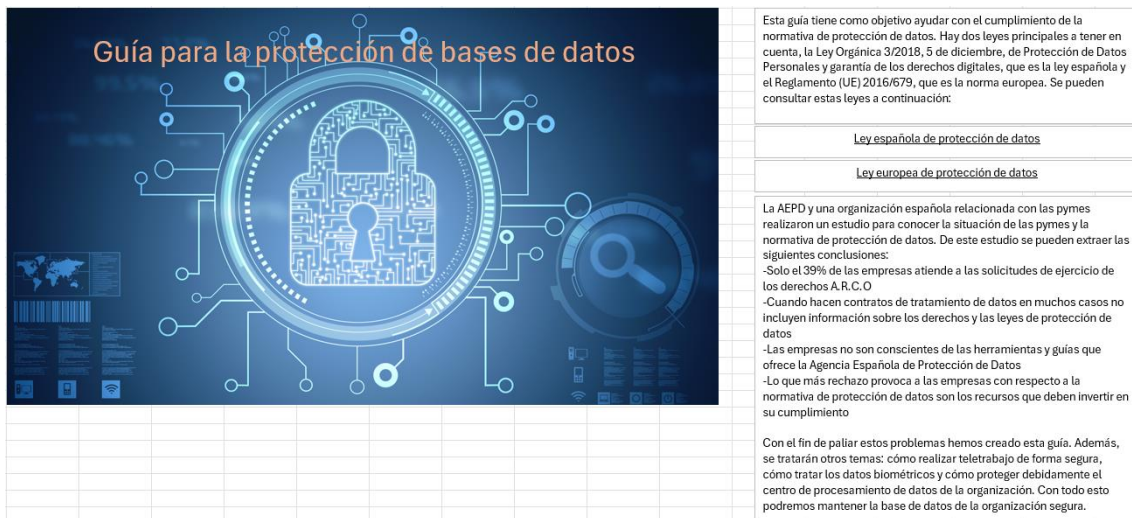 Guía para la protección de bases de datos
Esta guía tiene como objetivo ayudar con el cumplimiento de la
normativa de protección de datos. Hay dos leyes principales a tener en
cuenta, la Ley Orgánica 3/2018, 5 de diciembre, de Protección de Datos
Personales y garantía de los derechos digitales, que es la ley española y
el Reglamento (UE) 2016/679, que es la norma europea. Se pueden
consultar estas leyes a continuación:
Ley española de protección de datos
Ley europea de protección de datos
La AEPD y una organización española relacionada con las pymes
realizaron un estudio para conocer la situación de las pymes y la
normativa de protección de datos. De este estudio se pueden extraer las
siguientes conclusiones:
-Solo el 39% de las empresas atiende a las solicitudes de ejercicio de
los derechos A.R.C.O
-Cuando hacen contratos de tratamiento de datos en muchos casos no
incluyen información sobre los derechos y las leyes de protección de
datos
-Las empresas no son conscientes de las herramientas y guías que
ofrece la Agencia Española de Protección de Datos
-Lo que más rechazo provoca a las empresas con respecto a la
normativa de protección de datos son los recursos que deben invertir en
su cumplimiento
Con el fin de paliar estos problemas hemos creado esta guía. Además,
se tratarán otros temas: cómo realizar teletrabajo de forma segura,
cómo tratar los datos biométricos y cómo proteger debidamente el
centro de procesamiento de datos de la organización. Con todo esto
podremos mantener la base de datos de la organización segura.